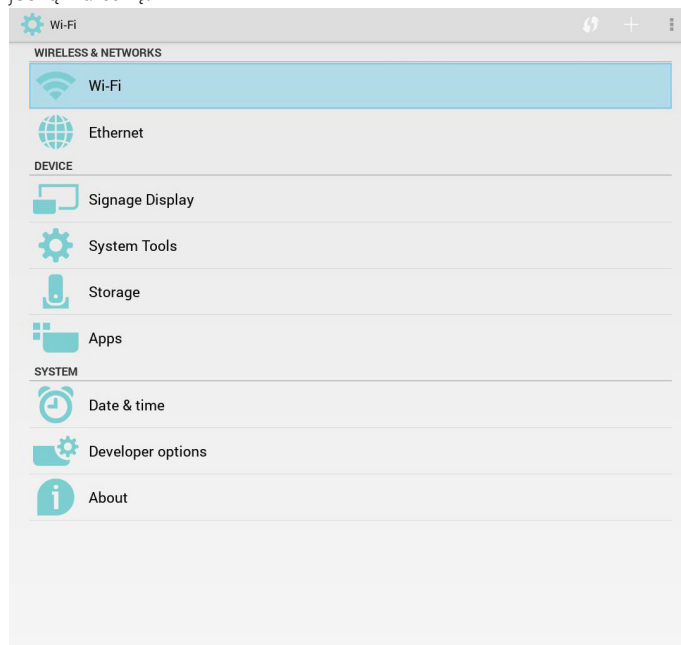 Wi-Fi
WIRELESS & NETWORKS
Wi-Fi
Ethernet
DEVICE
Signage Display
System Tools
Storage
Apps
SYSTEM
Date & time
Developer options
About